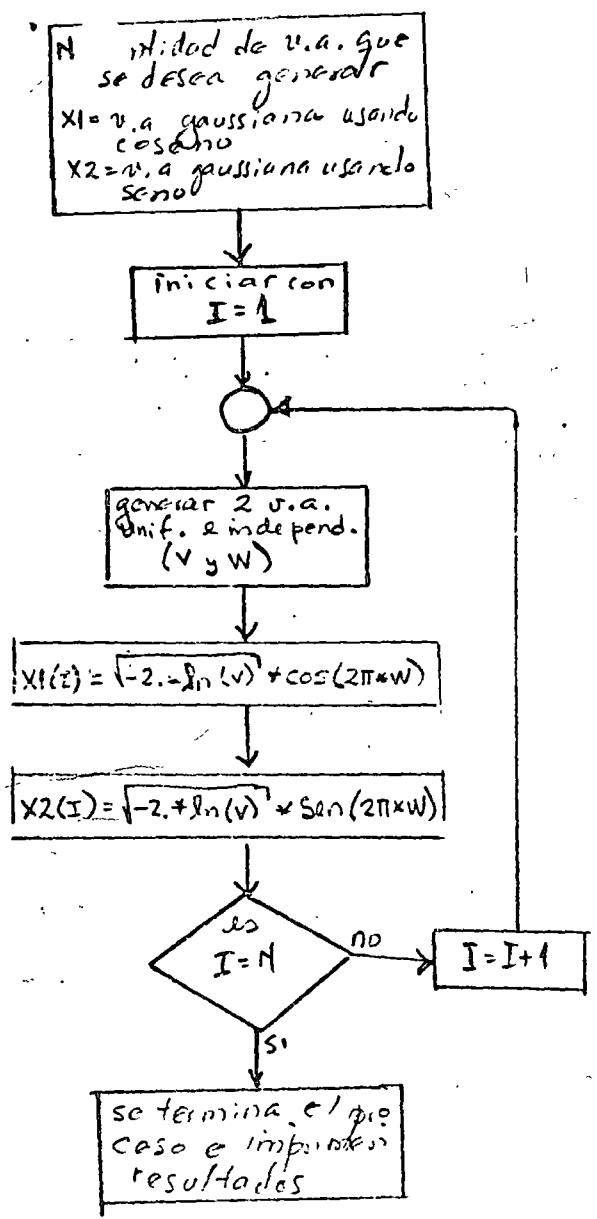 N ntidad de v.a. que
se desea generar
X1= v.a gaussiana usando
coseno
X2= v.a gaussiana usando
seno
iniciar con
I = 1
generar 2 v.a.
Unif. e independ.
(V y W)
X1(I) = √-2.*ln(v) * cos(2π*W)
X2(I) = √-2.*ln(v) * Sen(2π*W)
es
I = N
no
I = I+1
si
se termina el pro
ceso e imprimen
resultados